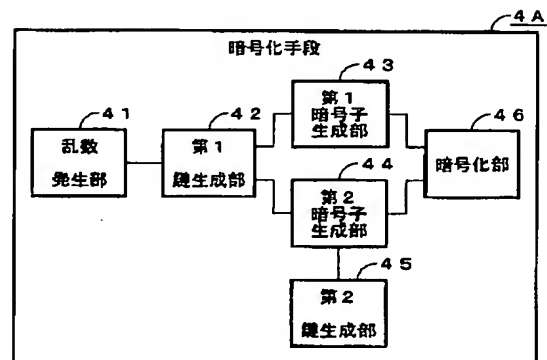 4A
暗号化手段
41
乱数
発生部
42
第1
鍵生成部
43
第1
暗号子
生成部
44
第2
暗号子
生成部
45
第2
鍵生成部
46
暗号化部